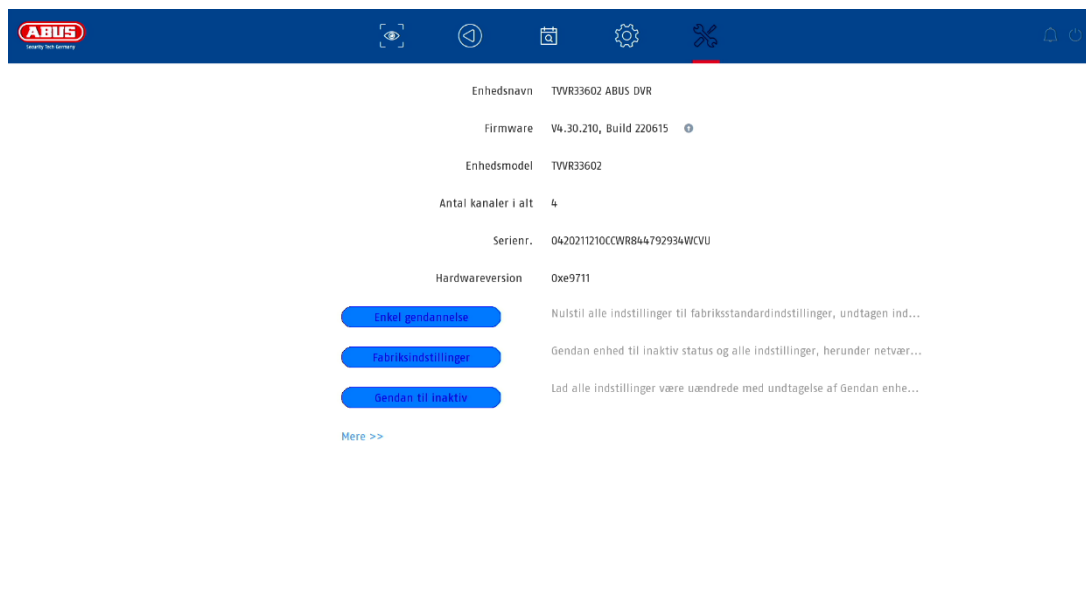 ABUS
Security Tech Germany
Enhedsnavn TVVR33602 ABUS DVR
Firmware V4.30.210, Build 220615
Enhedsmodel TVVR33602
Antal kanaler i alt 4
Serienr. 0420211210CCWR844792934WCVU
Hardwareversion 0xe9711
Enkel gendannelse Nulstil alle indstillinger til fabriksstandardindstillinger, undtagen ind...
Fabriksindstillinger Gendan enhed til inaktiv status og alle indstillinger, herunder netvær...
Gendan til inaktiv Lad alle indstillinger være uændrede med undtagelse af Gendan enhe...
Mere >>